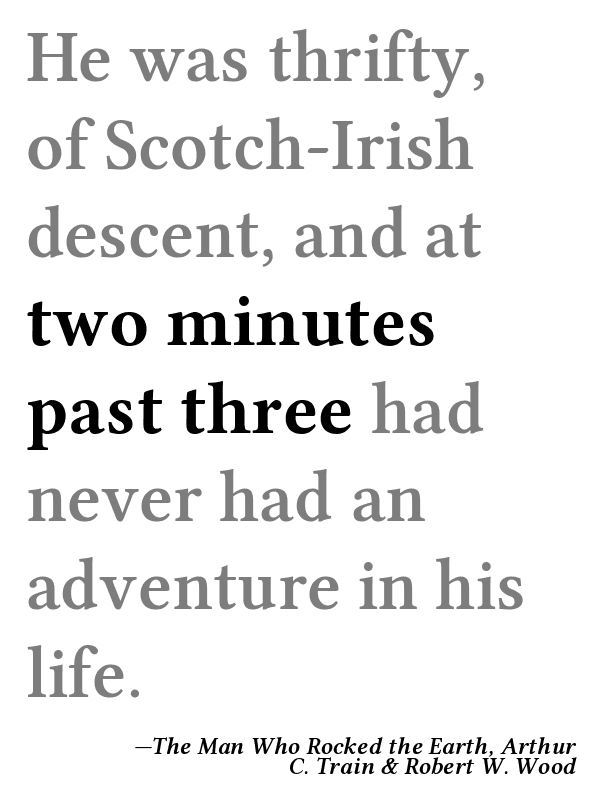 He was thrifty,
of Scotch-Irish
descent, and at
two minutes
past three had
never had an
adventure in his
life.
—The Man Who Rocked the Earth, Arthur
C. Train & Robert W. Wood